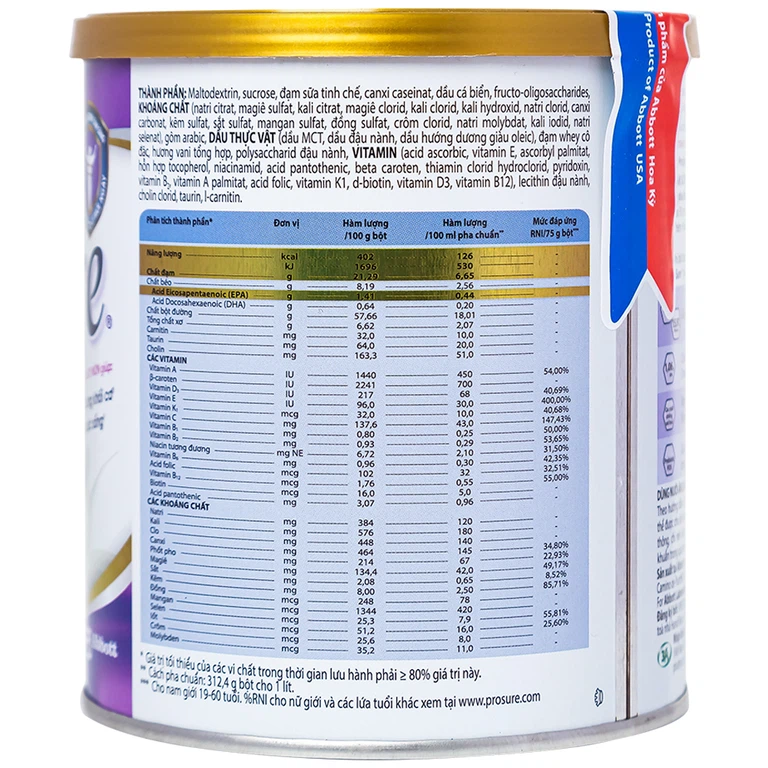 THÀNH PHẦN: Maltodextrin, sucrose, đạm sữa tinh chế, canxi caseinat, dầu cá biển, fructo-oligosaccharides,
KHOÁNG CHẤT (natri citrat, magiê sulfat, kali citrat, magiê clorid, kali clorid, kali hydroxid, natri clorid, canxi
carbonat, kẽm sulfat, sắt sulfat, mangan sulfat, đồng sulfat, crôm clorid, natri molybdat, kali iodid, natri
selenat), gôm arabic, DẦU THỰC VẬT (dầu MCT, dầu đậu nành, dầu hướng dương giàu oleic), đạm whey cô
đặc, hương vani tổng hợp, polysaccharid đậu nành, VITAMIN (acid ascorbic, vitamin E, ascorbyl palmitat,
hỗn hợp tocopherol, niacinamid, acid pantothenic, beta caroten, thiamin clorid hydroclorid, pyridoxin,
vitamin B₂, vitamin A palmitat, acid folic, vitamin K1, d-biotin, vitamin D3, vitamin B12), lecithin đậu nành,
cholin clorid, taurin, l-carnitin.
Phân tích thành phần* Đơn vị Hàm lượng /100 g bột Hàm lượng /100 ml pha chuẩn** Mức đáp ứng RNI/75 g bột***
Năng lượng kcal 402 126
kJ 1696 530
Chất đạm g 21,29 6,65
Chất béo g 8,19 2,56
Acid Eicosapentaenoic (EPA) g 1,41 0,44
Acid Docosahexaenoic (DHA) g 0,64 0,20
Chất bột đường g 57,66 18,01
Tổng chất xơ g 6,62 2,07
Carnitin mg 32,0 10,0
Taurin mg 64,0 20,0
Cholin mg 163,3 51,0
CÁC VITAMIN
Vitamin A IU 1440 450 54,00%
β-caroten IU 2241 700 -
Vitamin D₃ IU 217 68 40,69%
Vitamin E IU 96,0 30,0 400,00%
Vitamin K₁ mcg 32,0 10,0 40,68%
Vitamin C mg 137,6 43,0 147,43%
Vitamin B₁ mg 0,80 0,25 50,00%
Vitamin B₂ mg 0,93 0,29 53,65%
Niacin tương đương mg NE 6,72 2,10 31,50%
Vitamin B₆ mg 0,96 0,30 42,35%
Acid folic mcg 102 32 32,51%
Vitamin B₁₂ mcg 1,76 0,55 55,00%
Biotin mcg 16,0 5,0 -
Acid pantothenic mg 3,07 0,96 -
CÁC KHOÁNG CHẤT
Natri mg 384 120 -
Kali mg 576 180 -
Clo mg 448 140 -
Canxi mg 464 145 34,80%
Phốt pho mg 214 67 22,93%
Magiê mg 134,4 42,0 49,17%
Sắt mg 2,08 0,65 8,52%
Kẽm mg 8,00 2,50 85,71%
Đồng mcg 248 78 -
Mangan mcg 1344 420 -
Selen mcg 25,3 7,9 55,81%
Iốt mcg 51,2 16,0 25,60%
Crôm mcg 25,6 8,0 -
Molybden mcg 35,2 11,0 -
* Giá trị tối thiểu của các vi chất trong thời gian lưu hành phải ≥ 80% giá trị này.
** Cách pha chuẩn: 312,4 g bột cho 1 lít.
*** Cho nam giới 19-60 tuổi. %RNI cho nữ giới và các lứa tuổi khác xem tại www.prosure.com
phẩm của Abbott Hoa Kỳ
Product of Abbott USA
e®
Abbott